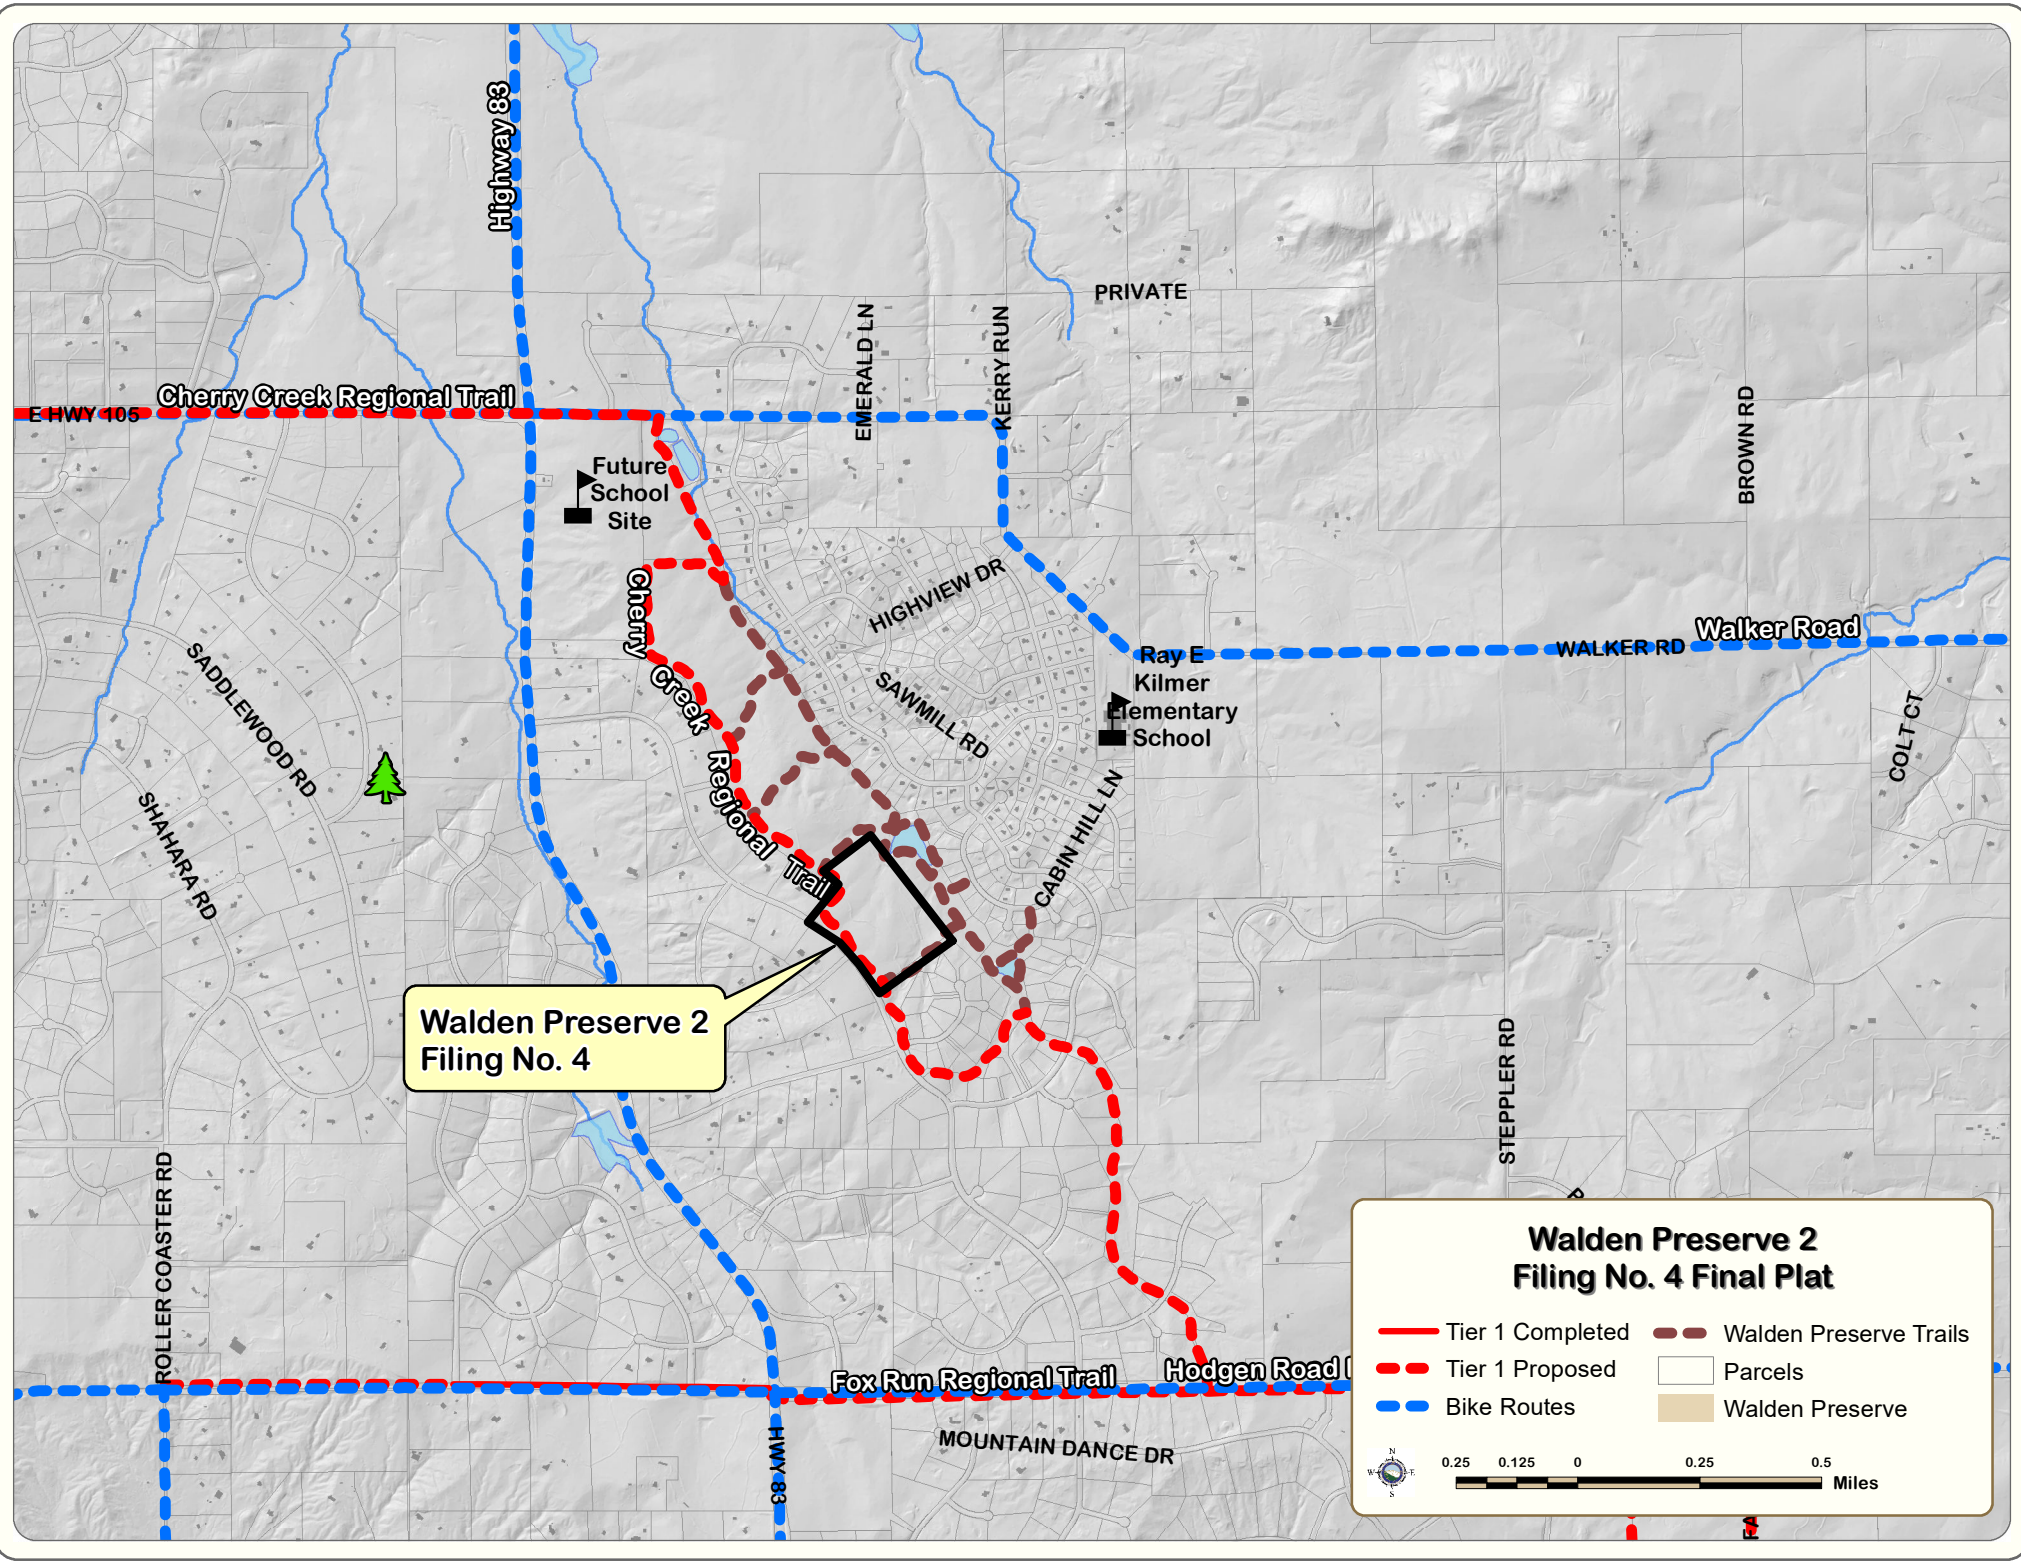 Highway 83
PRIVATE
EMERALD LN
KERRY RUN
Cherry Creek Regional Trail
E HWY 105
BROWN RD
Future
School
Site
HIGHVIEW DR
Cherry Creek Regional Trail
Walker Road
WALKER RD
Ray E
Kilmer
Elementary
School
SADDLEWOOD RD
SAWMILL RD
COLT CT
SHAHARA RD
CABIN HILL LN
Walden Preserve 2
Filing No. 4
STEPPLER RD
ROLLER COASTER RD
Fox Run Regional Trail
Hodgen Road
MOUNTAIN DANCE DR
HWY 83
Walden Preserve 2
Filing No. 4 Final Plat
Tier 1 Completed
Tier 1 Proposed
Bike Routes
Walden Preserve Trails
Parcels
Walden Preserve
N
W E
S
0.25 0.125 0 0.25 0.5
Miles